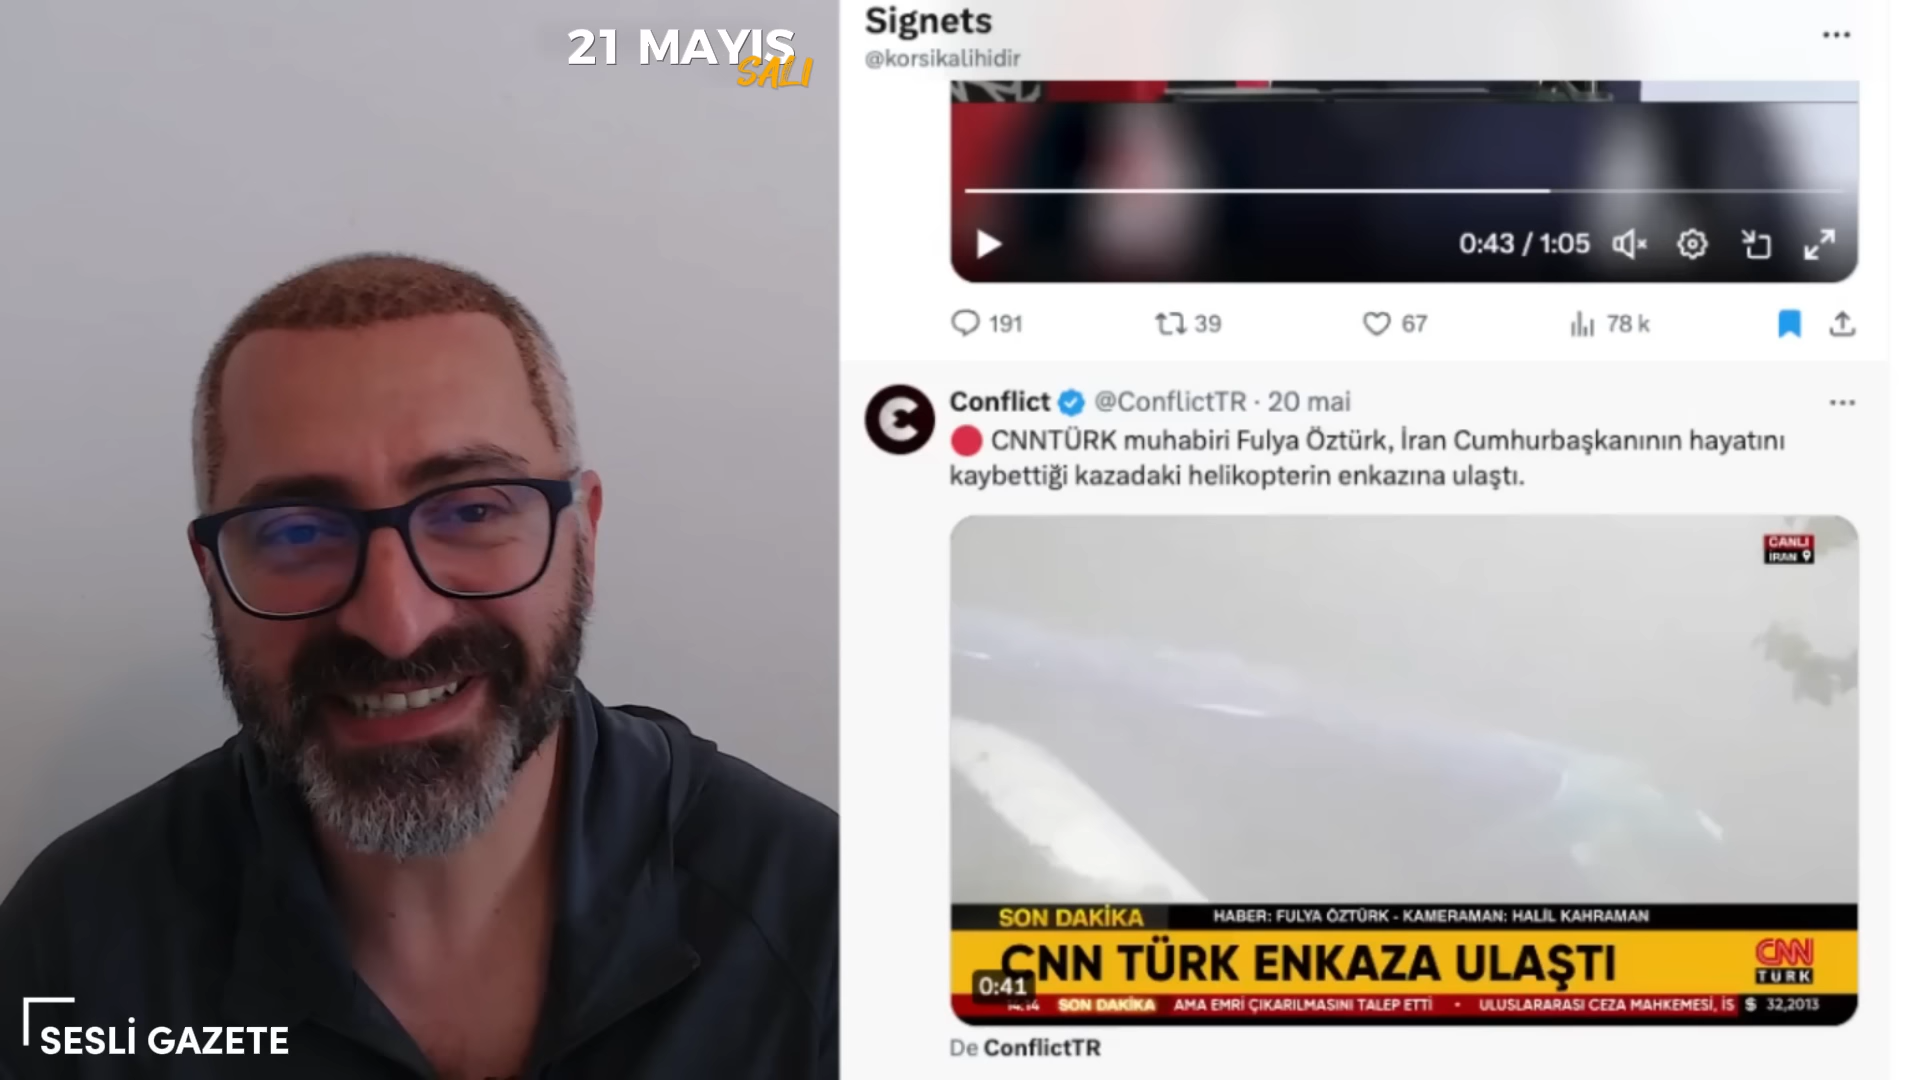 21 MAYIS
SALI
SESLİ GAZETE
Signets
@korsikalihidir
0:43 / 1:05
191
39
67
78 k
Conflict @ConflictTR · 20 mai
CNNTÜRK muhabiri Fulya Öztürk, İran Cumhurbaşkanının hayatını
kaybettiği kazadaki helikopterin enkazına ulaştı.
CANLI
İRAN
SON DAKİKA HABER: FULYA ÖZTÜRK - KAMERAMAN: HALİL KAHRAMAN
CNN TÜRK ENKAZA ULAŞTI
CNN
TÜRK
0:41
14:14 SON DAKİKA AMA EMRİ ÇIKARILMASINI TALEP ETTİ • ULUSLARARASI CEZA MAHKEMESİ, İS $ 32,2013
De ConflictTR